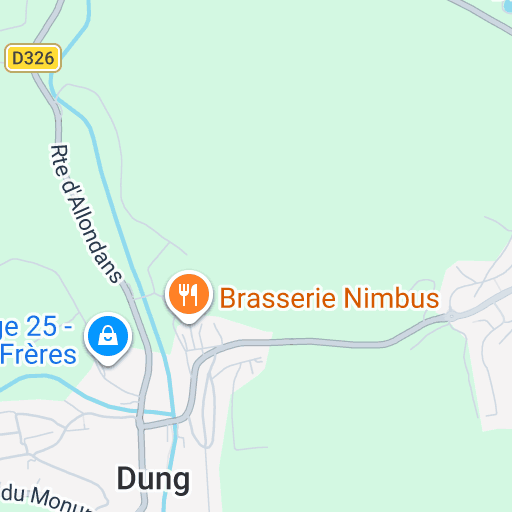 D326
Rte d'Allondans
Brasserie Nimbus
ge 25 -
Frères
Dung
du Monu